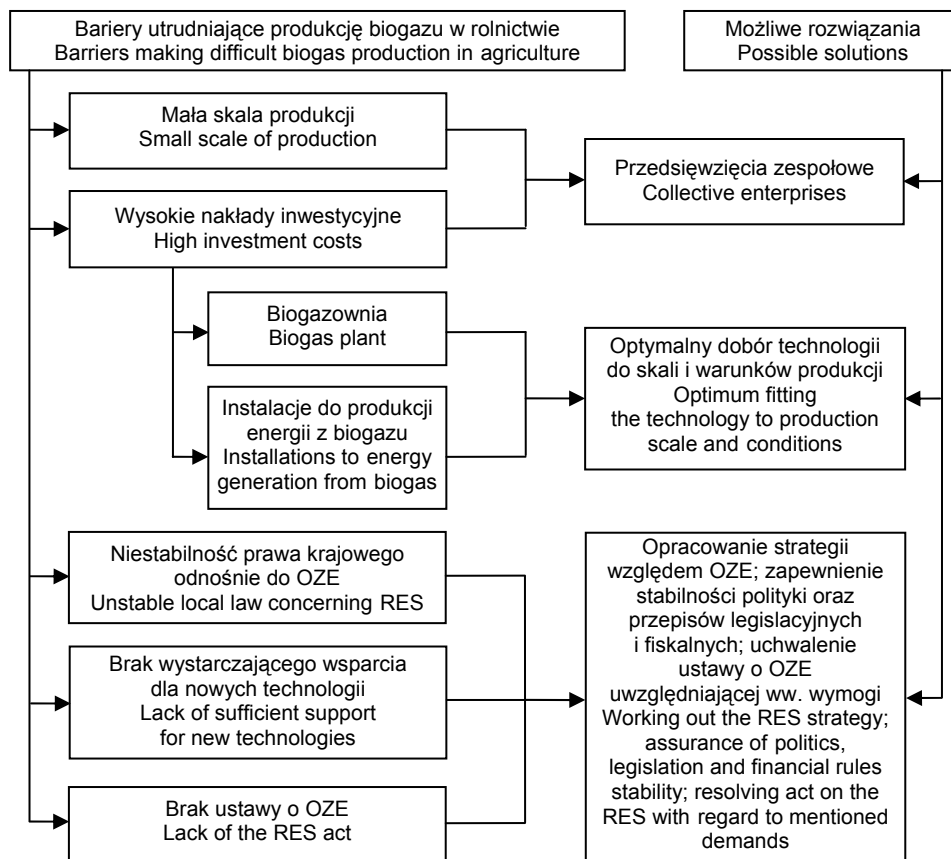 Bariery utrudniające produkcję biogazu w rolnictwie
Barriers making difficult biogas production in agriculture
Możliwe rozwiązania
Possible solutions
Mała skala produkcji
Small scale of production
Przedsięwzięcia zespołowe
Collective enterprises
Wysokie nakłady inwestycyjne
High investment costs
Biogazownia
Biogas plant
Optymalny dobór technologii
do skali i warunków produkcji
Optimum fitting
the technology to production
scale and conditions
Instalacje do produkcji
energii z biogazu
Installations to energy
generation from biogas
Niestabilność prawa krajowego
odnośnie do OZE
Unstable local law concerning RES
Brak wystarczającego wsparcia
dla nowych technologii
Lack of sufficient support
for new technologies
Brak ustawy o OZE
Lack of the RES act
Opracowanie strategii
względem OZE; zapewnienie
stabilności polityki oraz
przepisów legislacyjnych
i fiskalnych; uchwalenie
ustawy o OZE
uwzględniającej ww. wymogi
Working out the RES strategy;
assurance of politics,
legislation and financial rules
stability; resolving act on the
RES with regard to mentioned
demands